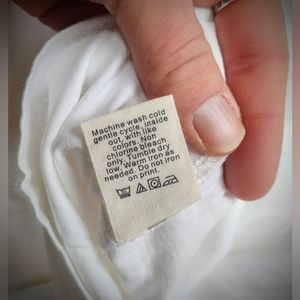 Machine wash cold
gentle cycle, inside
out, with like
colors. Non
chlorine bleach
only. Tumble dry
low. Warm iron as
needed. Do not iron
on print.